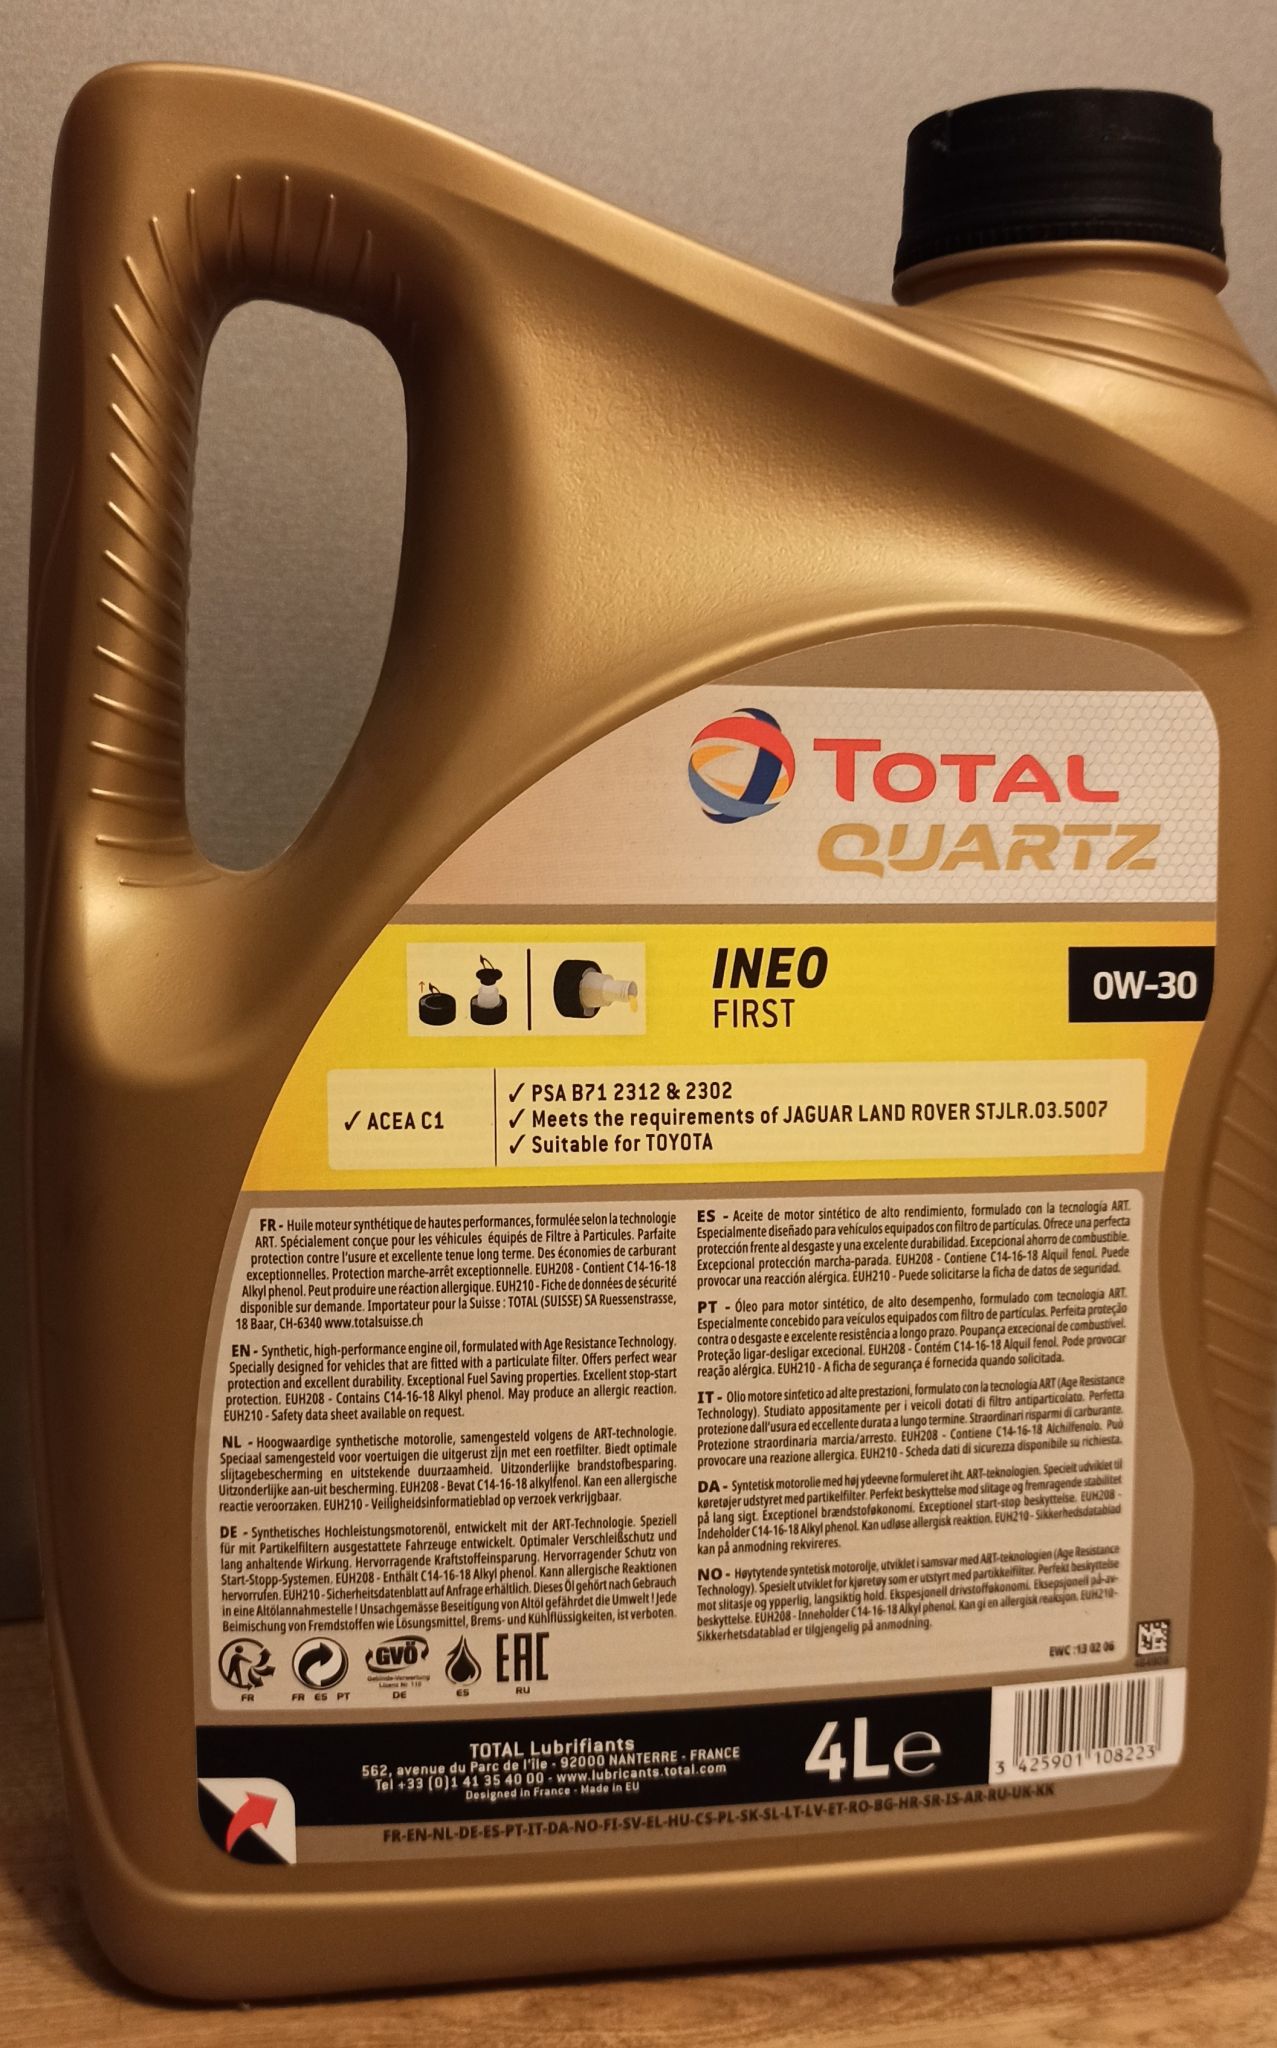 TOTAL
QUARTZ
INEO
FIRST
0W-30
✓ ACEA C1
✓ PSA B71 2312 & 2302
✓ Meets the requirements of JAGUAR LAND ROVER STJLR.03.5007
✓ Suitable for TOYOTA
FR - Huile moteur synthétique de hautes performances, formulée selon la technologie
ART. Spécialement conçue pour les véhicules équipés de Filtre à Particules. Parfaite
protection contre l'usure et excellente tenue long terme. Des économies de carburant
exceptionnelles. Protection marche-arrêt exceptionnelle. EUH208 - Contient C14-16-18
Alkyl phenol. Peut produire une réaction allergique. EUH210 - Fiche de données de sécurité
disponible sur demande. Importateur pour la Suisse : TOTAL (SUISSE) SA Ruessenstrasse,
18 Baar, CH-6340 www.totalsuisse.ch
EN - Synthetic, high-performance engine oil, formulated with Age Resistance Technology.
Specially designed for vehicles that are fitted with a particulate filter. Offers perfect wear
protection and excellent durability. Exceptional Fuel Saving properties. Excellent stop-start
protection. EUH208 - Contains C14-16-18 Alkyl phenol. May produce an allergic reaction.
EUH210 - Safety data sheet available on request.
NL - Hoogwaardige synthetische motorolie, samengesteld volgens de ART-technologie.
Speciaal samengesteld voor voertuigen die uitgerust zijn met een roetfilter. Biedt optimale
slijtagebescherming en uitstekende duurzaamheid. Uitzonderlijke brandstofbesparing.
Uitzonderlijke aan-uit bescherming. EUH208 - Bevat C14-16-18 alkylfenol. Kan een allergische
reactie veroorzaken. EUH210 - Veiligheidsinformatieblad op verzoek verkrijgbaar.
DE - Synthetisches Hochleistungsmotorenöl, entwickelt mit der ART-Technologie. Speziell
für mit Partikelfiltern ausgestattete Fahrzeuge entwickelt. Optimaler Verschleißschutz und
lang anhaltende Wirkung. Hervorragende Kraftstoffeinsparung. Hervorragender Schutz von
Start-Stopp-Systemen. EUH208 - Enthält C14-16-18 Alkyl phenol. Kann allergische Reaktionen
hervorrufen. EUH210 - Sicherheitsdatenblatt auf Anfrage erhältlich. Dieses Öl gehört nach Gebrauch
in eine Altölannahmestelle ! Unsachgemässe Beseitigung von Altöl gefährdet die Umwelt ! Jede
Beimischung von Fremdstoffen wie Lösungsmittel, Brems- und Kühlflüssigkeiten, ist verboten.
ES - Aceite de motor sintético de alto rendimiento, formulado con la tecnología ART.
Especialmente diseñado para vehículos equipados con filtro de partículas. Ofrece una perfecta
protección frente al desgaste y una excelente durabilidad. Excepcional ahorro de combustible.
Excepcional protección marcha-parada. EUH208 - Contiene C14-16-18 Alquil fenol. Puede
provocar una reacción alérgica. EUH210 - Puede solicitarse la ficha de datos de seguridad.
PT - Óleo para motor sintético, de alto desempenho, formulado com tecnologia ART.
Especialmente concebido para veículos equipados com filtro de partículas. Perfeita proteção
contra o desgaste e excelente resistência a longo prazo. Poupança excecional de combustível.
Proteção ligar-desligar excecional. EUH208 - Contém C14-16-18 Alquil fenol. Pode provocar
reação alérgica. EUH210 - A ficha de segurança é fornecida quando solicitada.
IT - Olio motore sintetico ad alte prestazioni, formulato con la tecnologia ART (Age Resistance
Technology). Studiato appositamente per i veicoli dotati di filtro antiparticolato. Perfetta
protezione dall'usura ed eccellente durata a lungo termine. Straordinari risparmi di carburante.
Protezione straordinaria marcia/arresto. EUH208 - Contiene C14-16-18 Alchilfenolo. Può
provocare una reazione allergica. EUH210 - Scheda dati di sicurezza disponibile su richiesta.
DA - Syntetisk motorolie med høj ydeevne formuleret iht. ART-teknologien. Specielt udviklet til
køretøjer udstyret med partikelfilter. Perfekt beskyttelse mod slitage og fremragende stabilitet
på lang sigt. Exceptionel brændstoføkonomi. Exceptionel start-stop beskyttelse. EUH208 -
Indeholder C14-16-18 Alkyl phenol. Kan udløse allergisk reaktion. EUH210 - Sikkerhedsdatablad
kan på anmodning rekvireres.
NO - Høytytende syntetisk motorolje, utviklet i samsvar med ART-teknologien (Age Resistance
Technology). Spesielt utviklet for kjøretøy som er utstyrt med partikkelfilter. Perfekt beskyttelse
mot slitasje og ypperlig, langsiktig hold. Ekspesjonell drivstofføkonomi. Eksepsjonell på-av-
beskyttelse. EUH208 - Inneholder C14-16-18 Alkyl phenol. Kan gi en allergisk reaksjon. EUH210-
Sikkerhetsdatablad er tilgjengelig på anmodning.
EWC :13 02 06
GVÖ
Gebinde-Verwertung
EAC
FR
FR ES PT
DE
ES
RU
TOTAL Lubrifiants
562, avenue du Parc de l'île - 92000 NANTERRE - FRANCE
Tel +33 (0)1 41 35 40 00 - www.lubricants.total.com
Designed in France - Made in EU
4Le
3 425901 108223
FR-EN-NL-DE-ES-PT-IT-DA-NO-FI-SV-EL-HU-CS-PL-SK-SL-LT-LV-ET-RO-BG-HR-SR-IS-AR-RU-UK-KK